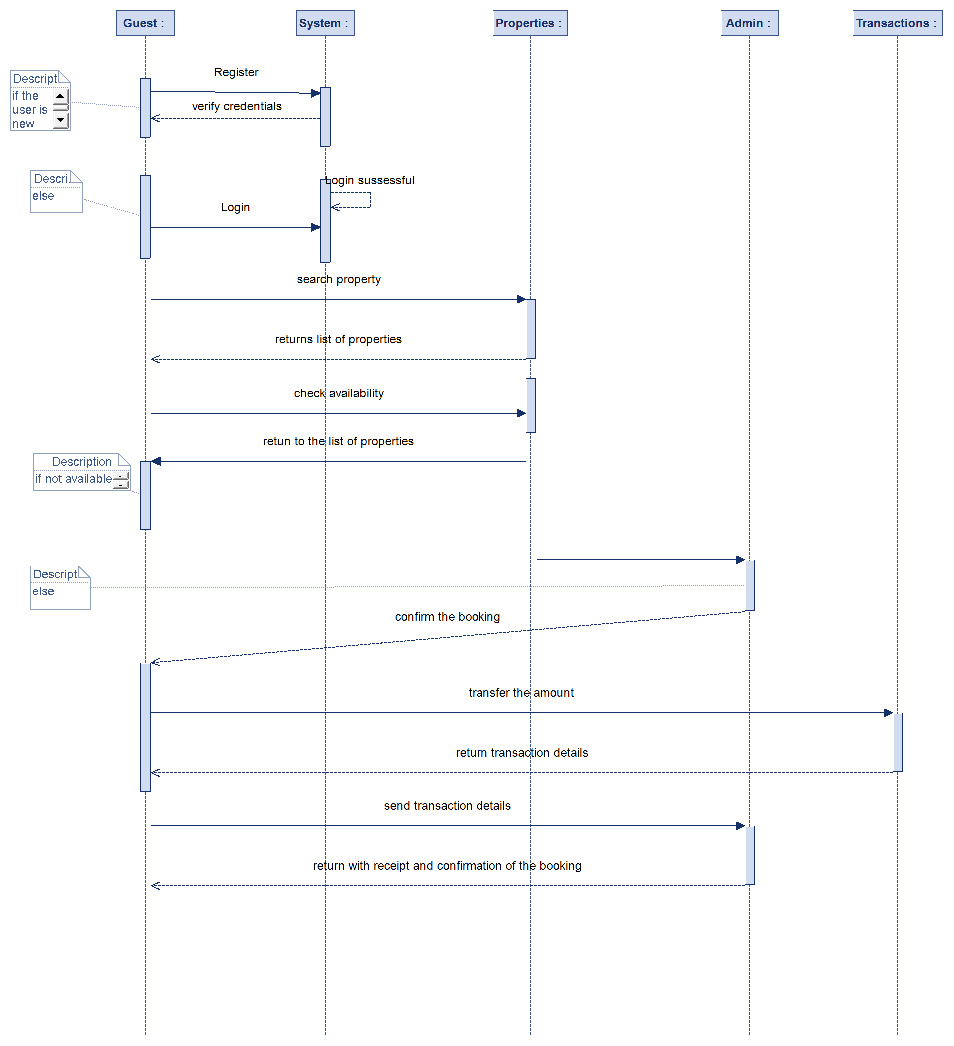 Guest :
System :
Properties :
Admin :
Transactions :
Register
Descript
if the
user is
new
verify credentials
Descri
else
Login sussessful
Login
search property
returns list of properties
check availability
retun to the list of properties
Description
if not available
Descript
else
confirm the booking
transfer the amount
return transaction details
send transaction details
return with receipt and confirmation of the booking